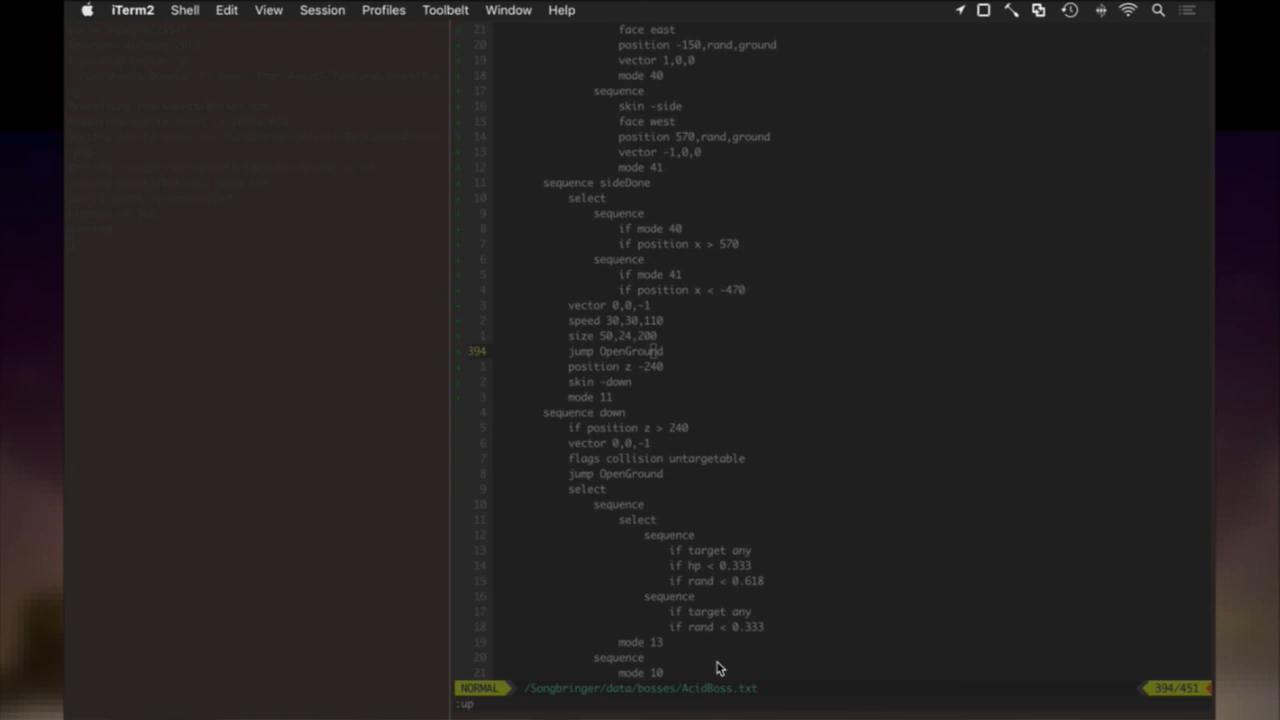 iTerm2 Shell Edit View Session Profiles Toolbelt Window Help
21 face east
20 position -150,rand,ground
19 vector 1,0,0
18 mode 40
17 sequence
16 skin -side
15 face west
14 position 570,rand,ground
13 vector -1,0,0
12 mode 41
11 sequence sideDone
10 select
9 sequence
8 if mode 40
7 if position x > 570
6 sequence
5 if mode 41
4 if position x < -470
3 vector 0,0,-1
2 speed 30,30,110
1 size 50,24,200
394 jump OpenGround
1 position z -240
2 skin -down
3 mode 11
4 sequence down
5 if position z > 240
6 vector 0,0,-1
7 flags collision untargetable
8 jump OpenGround
9 select
10 sequence
11 select
12 sequence
13 if target any
14 if hp < 0.333
15 if rand < 0.618
16 sequence
17 if target any
18 if rand < 0.333
19 mode 13
20 sequence
21 mode 10
NORMAL /Songbringer/data/bosses/AcidBoss.txt 394/451
:up